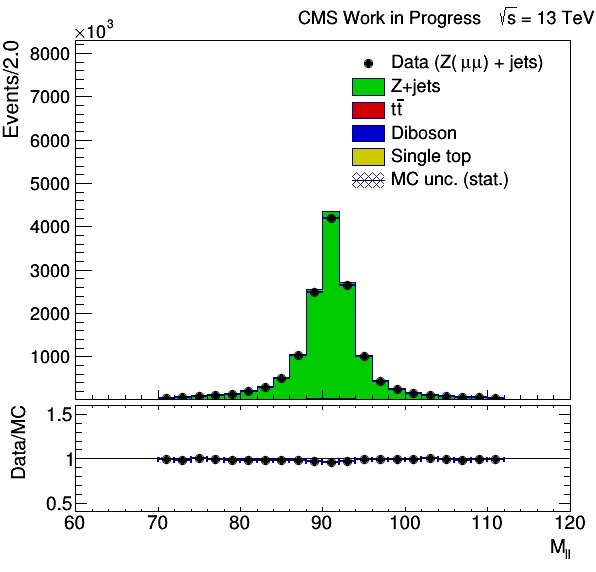 CMS Work in Progress √s = 13 TeV
×10³
Events/2.0
8000
7000
6000
5000
4000
3000
2000
1000
Data (Z(μμ) + jets)
Z+jets
tt̄
Diboson
Single top
MC unc. (stat.)
Data/MC
1.5
1
0.5
60 70 80 90 100 110 120
M_ll